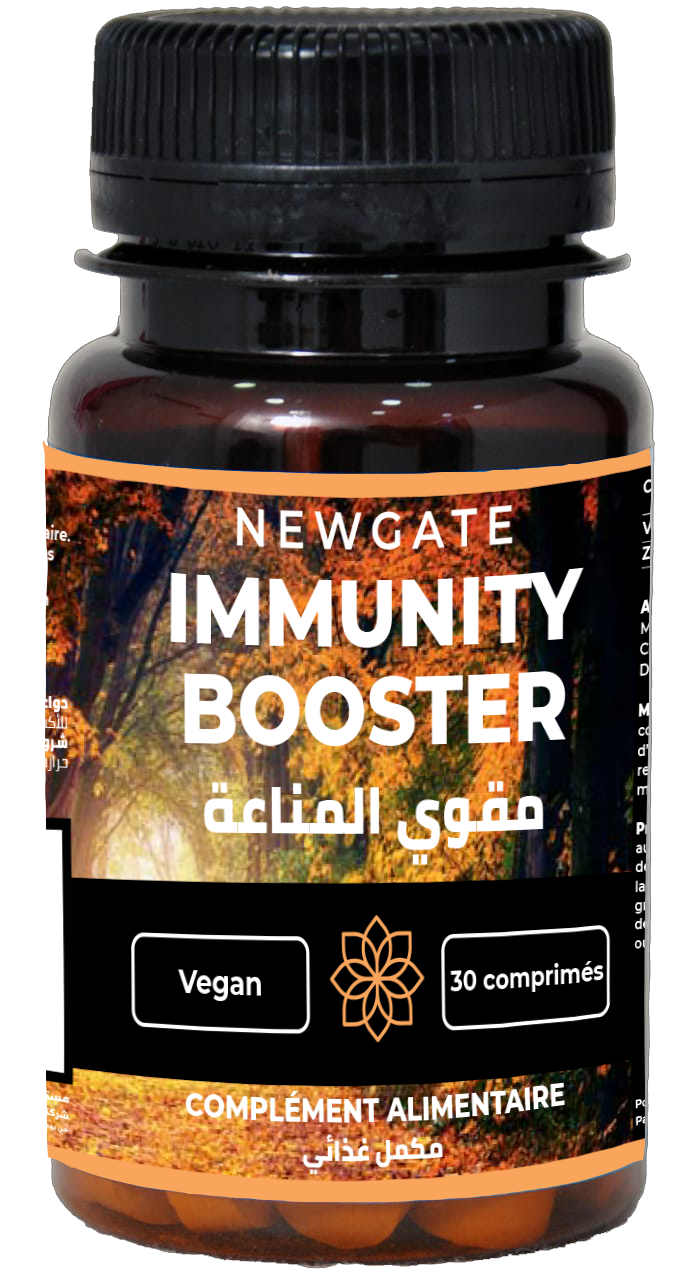 NEWGATE
IMMUNITY
BOOSTER
مقوي المناعة
Vegan
30 comprimés
COMPLÉMENT ALIMENTAIRE
مكمل غذائي